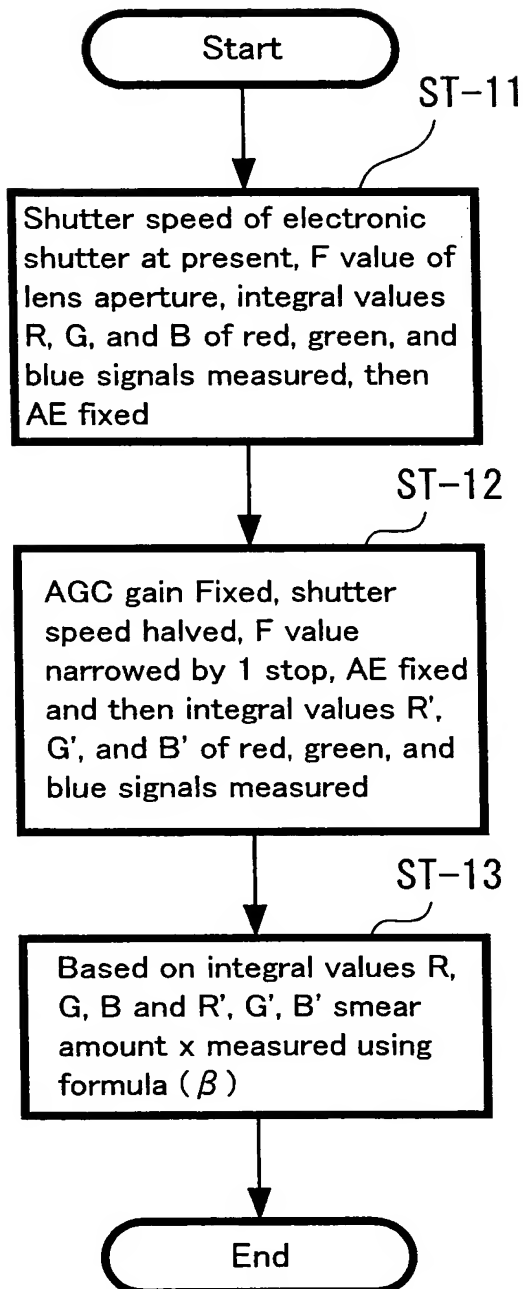 Start
ST-11
Shutter speed of electronic
shutter at present, F value of
lens aperture, integral values
R, G, and B of red, green, and
blue signals measured, then
AE fixed
ST-12
AGC gain Fixed, shutter
speed halved, F value
narrowed by 1 stop, AE fixed
and then integral values R',
G', and B' of red, green, and
blue signals measured
ST-13
Based on integral values R,
G, B and R', G', B' smear
amount x measured using
formula (β)
End